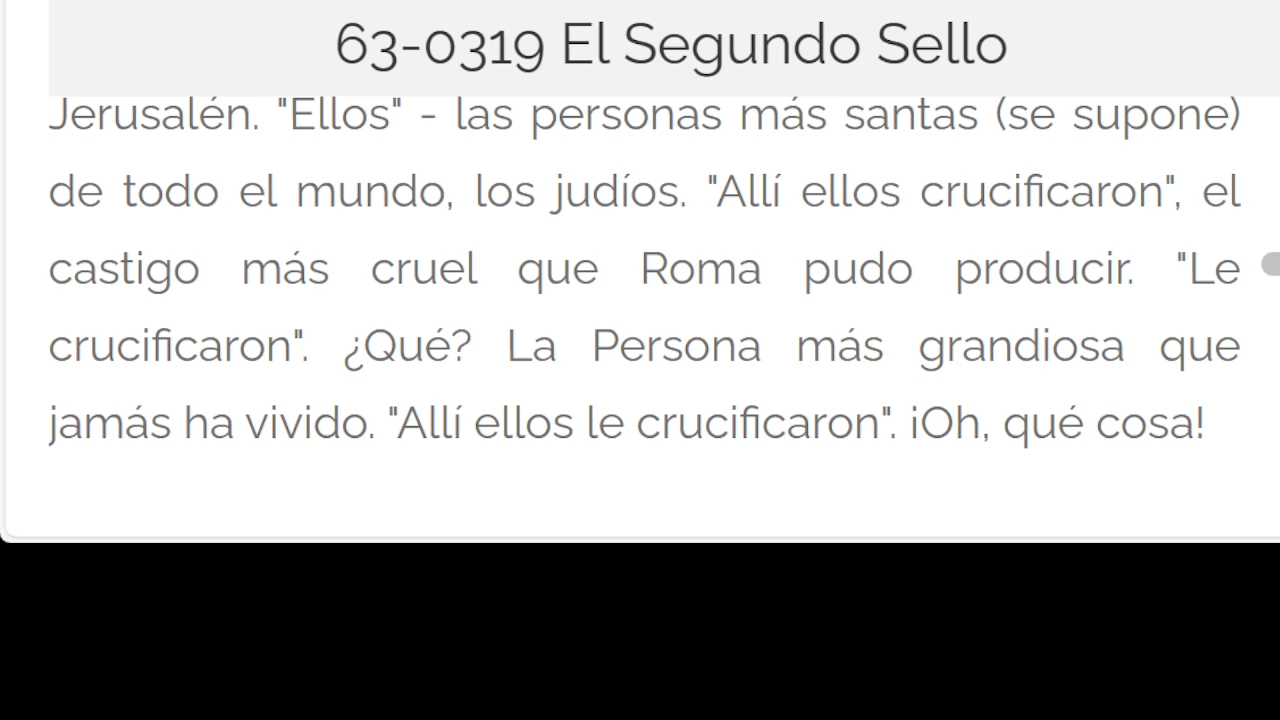 63-0319 El Segundo Sello
Jerusalén. "Ellos" - las personas más santas (se supone)
de todo el mundo, los judíos. "Allí ellos crucificaron", el
castigo más cruel que Roma pudo producir. "Le
crucificaron". ¿Qué? La Persona más grandiosa que
jamás ha vivido. "Allí ellos le crucificaron". ¡Oh, qué cosa!